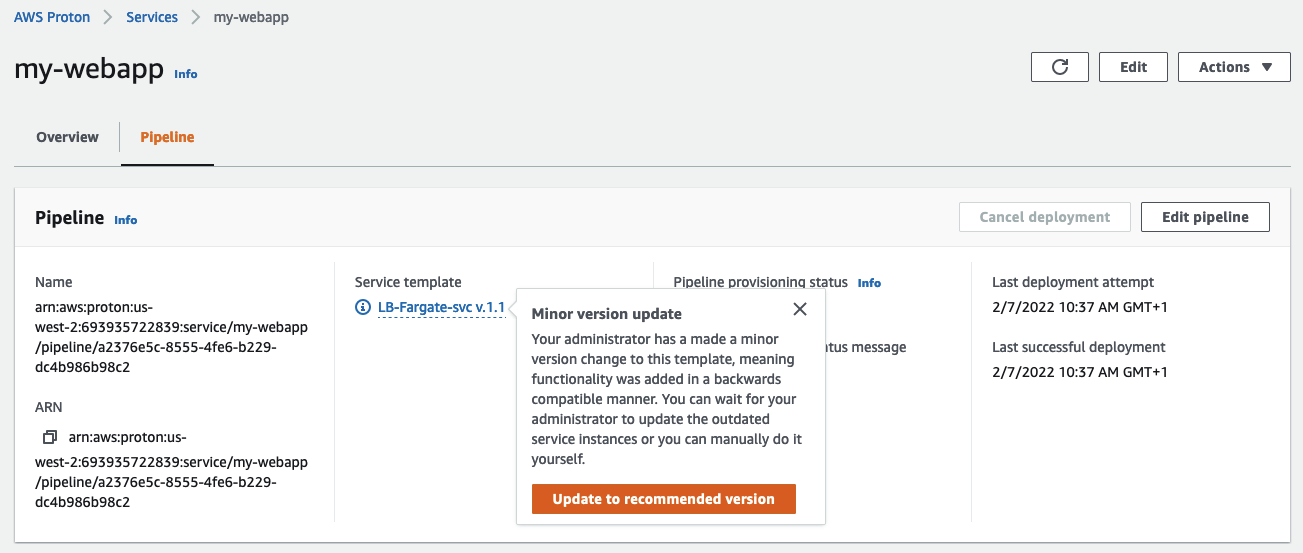 AWS Proton > Services > my-webapp
my-webapp Info
Edit
Actions
Overview
Pipeline
Pipeline Info
Cancel deployment
Edit pipeline
Name
arn:aws:proton:us-
west-2:693935722839:service/my-webapp
/pipeline/a2376e5c-8555-4fe6-b229-
dc4b986b98c2
ARN
arn:aws:proton:us-
west-2:693935722839:service/my-webapp
/pipeline/a2376e5c-8555-4fe6-b229-
dc4b986b98c2
Service template
LB-Fargate-svc v.1.1
Minor version update
Your administrator has a made a minor
version change to this template, meaning
functionality was added in a backwards
compatible manner. You can wait for your
administrator to update the outdated
service instances or you can manually do it
yourself.
Update to recommended version
Pipeline provisioning status Info
message
Last deployment attempt
2/7/2022 10:37 AM GMT+1
Last successful deployment
2/7/2022 10:37 AM GMT+1